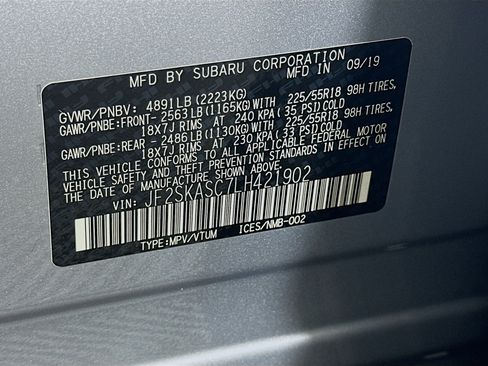 MFD BY SUBARU CORPORATION
MFD IN 09/19
GVWR/PNBV: 4891LB (2223KG)
GAWR/PNBE:FRONT- 2563LB (1165KG)WITH 225/55R18 98H TIRES,
18X7J RIMS AT 240 KPA (35 PSI)COLD
GAWR/PNBE:REAR - 2486LB (1130KG)WITH 225/55R18 98H TIRES,
18X7J RIMS AT 230 KPA (33 PSI)COLD
THIS VEHICLE CONFORMS TO ALL APPLICABLE FEDERAL MOTOR
VEHICLE SAFETY AND THEFT PREVENTION STANDARDS IN EFFECT ON
THE DATE OF MANUFACTURE SHOWN ABOVE.
VIN: JF2SKASC7LH421902
TYPE:MPV/VTUM ICES/NMB-002